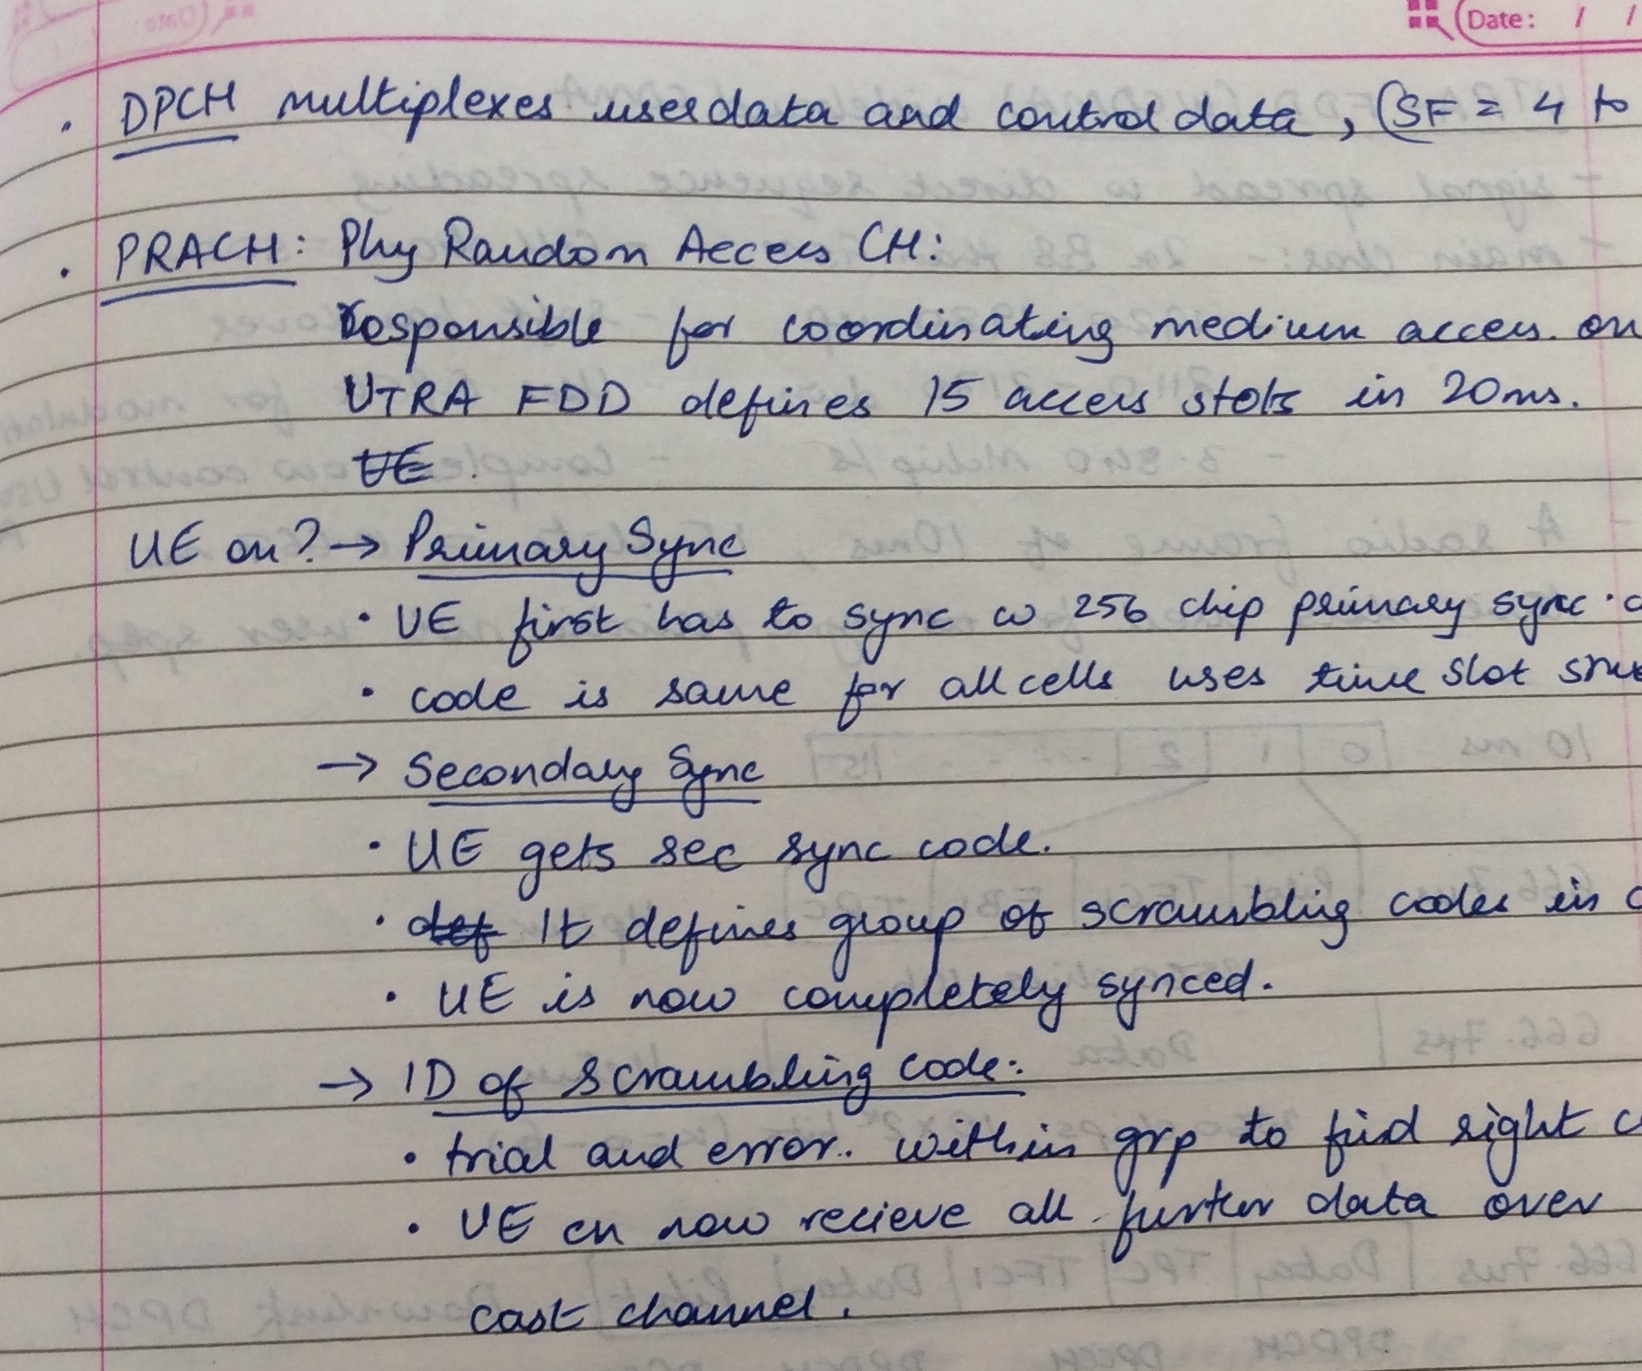 Date: / /
. DPCH multiplexes user data and control data, (SF = 4 to
. PRACH: Phy Random Access CH:
responsible for coordinating medium access on
UTRA FDD defines 15 access slots in 20ms.
UE.
UE on? → Primary Sync
• UE first has to sync w 256 chip primary sync.
• code is same for all cells uses time slot
→ Secondary Sync
• UE gets sec sync code.
• def It defines group of scrambling codes in
• UE is now completely synced.
→ ID of scrambling code:
• trial and error.. within grp to find right
• UE cn now recieve all further data over
cast channel.